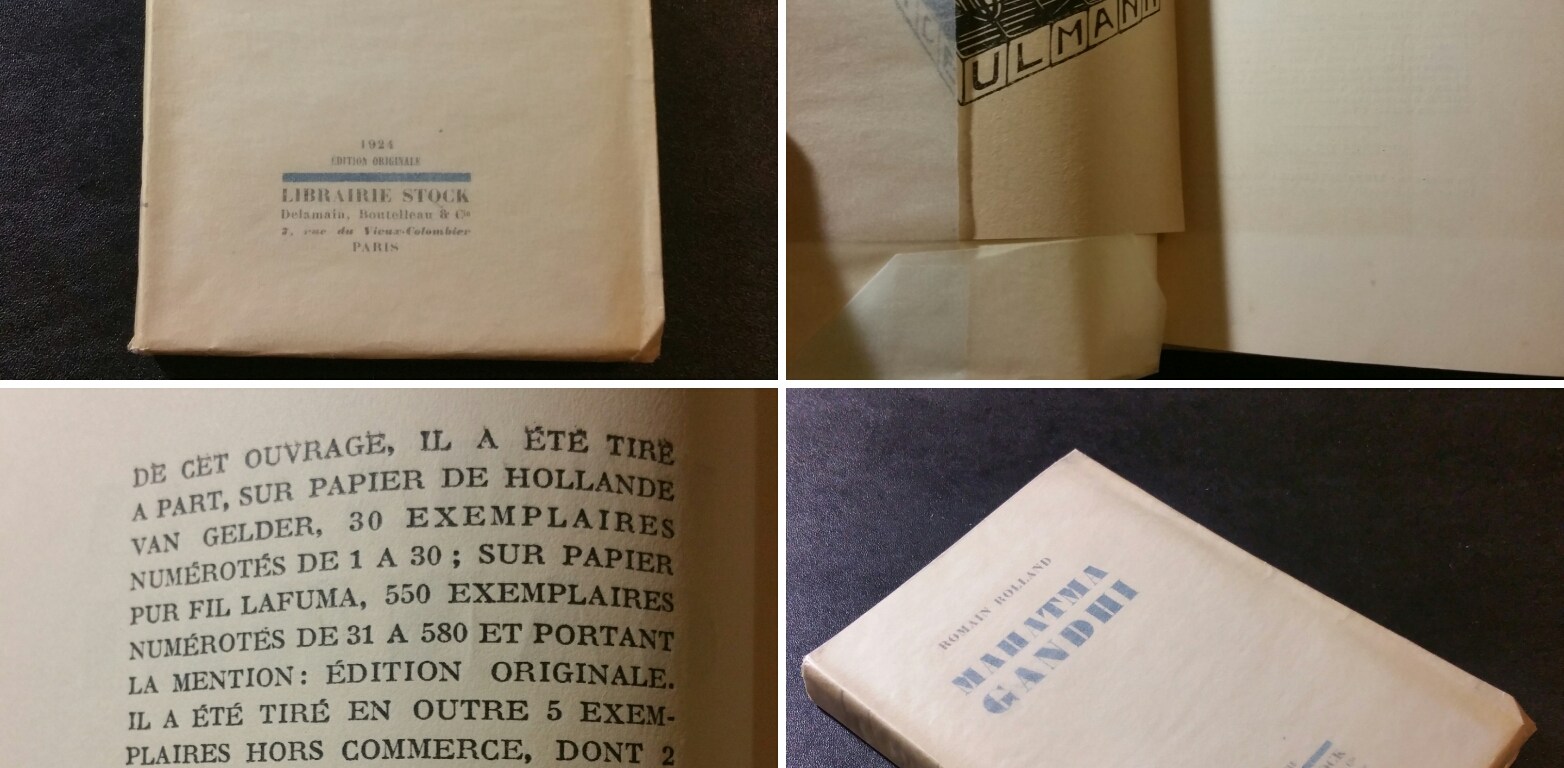 1924
ÉDITION ORIGINALE
LIBRAIRIE STOCK
Delamain, Boutelleau & Cie
7, rue du Vieux-Colombier
PARIS
ULMANN
DE CET OUVRAGE, IL A ÉTÉ TIRÉ
A PART, SUR PAPIER DE HOLLANDE
VAN GELDER, 30 EXEMPLAIRES
NUMÉROTÉS DE 1 A 30 ; SUR PAPIER
PUR FIL LAFUMA, 550 EXEMPLAIRES
NUMÉROTÉS DE 31 A 580 ET PORTANT
LA MENTION : ÉDITION ORIGINALE.
IL A ÉTÉ TIRÉ EN OUTRE 5 EXEM-
PLAIRES HORS COMMERCE, DONT 2
ROMAIN ROLLAND
MAHATMA
GANDHI